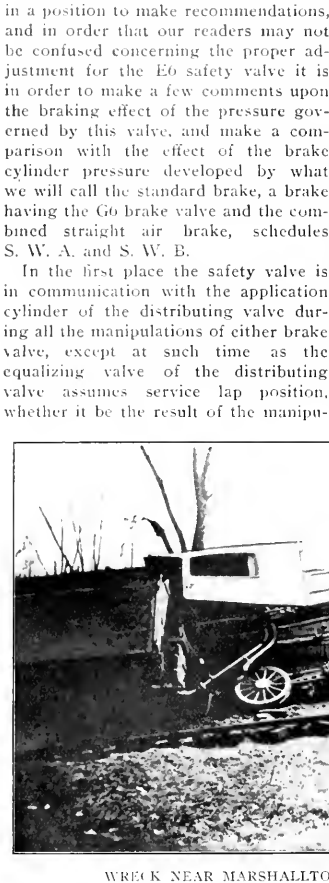 in a position to make recommendations,
and in order that our readers may not
be confused concerning the proper ad-
justment for the E6 safety valve it is
in order to make a few comments upon
the braking effect of the pressure gov-
erned by this valve, and make a com-
parison with the effect of the brake
cylinder pressure developed by what
we will call the standard brake, a brake
having the G6 brake valve and the com-
bined straight air brake, schedules
S. W. A. and S. W. B.
In the first place the safety valve is
in communication with the application
cylinder of the distributing valve dur-
ing all the manipulations of either brake
valve, except at such time as the
equalizing valve of the distributing
valve assumes service lap position,
whether it be the result of the manipu-
WRECK NEAR MARSHALLTO